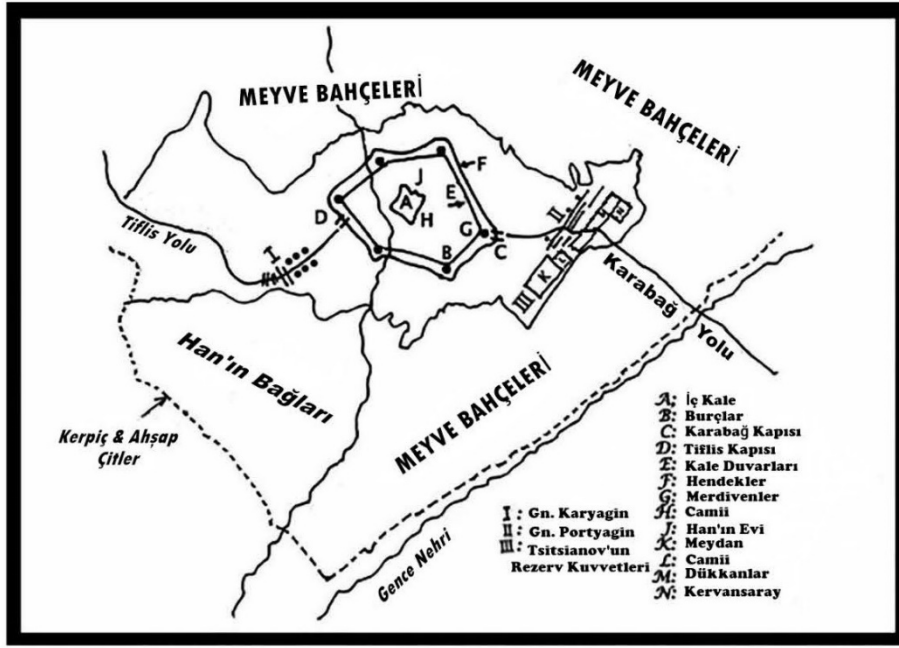 MEYVE BAHÇELERİ
MEYVE BAHÇELERİ
F
J
A
E
H
D
II
G
C
Tiflis Yolu
I
B
K
III
Karabağ
Yolu
Han'ın Bağları
MEYVE BAHÇELERİ
Kerpiç & Ahşap
Çitler
Gence Nehri
I : Gn. Karyagin
II : Gn. Portyagin
III : Tsitsianov'un
Rezerv Kuvvetleri
A: İç Kale
B: Burçlar
C: Karabağ Kapısı
D: Tiflis Kapısı
E: Kale Duvarları
F: Hendekler
G: Merdivenler
H: Camii
J: Han'ın Evi
K: Meydan
L: Camii
M: Dükkanlar
N: Kervansaray